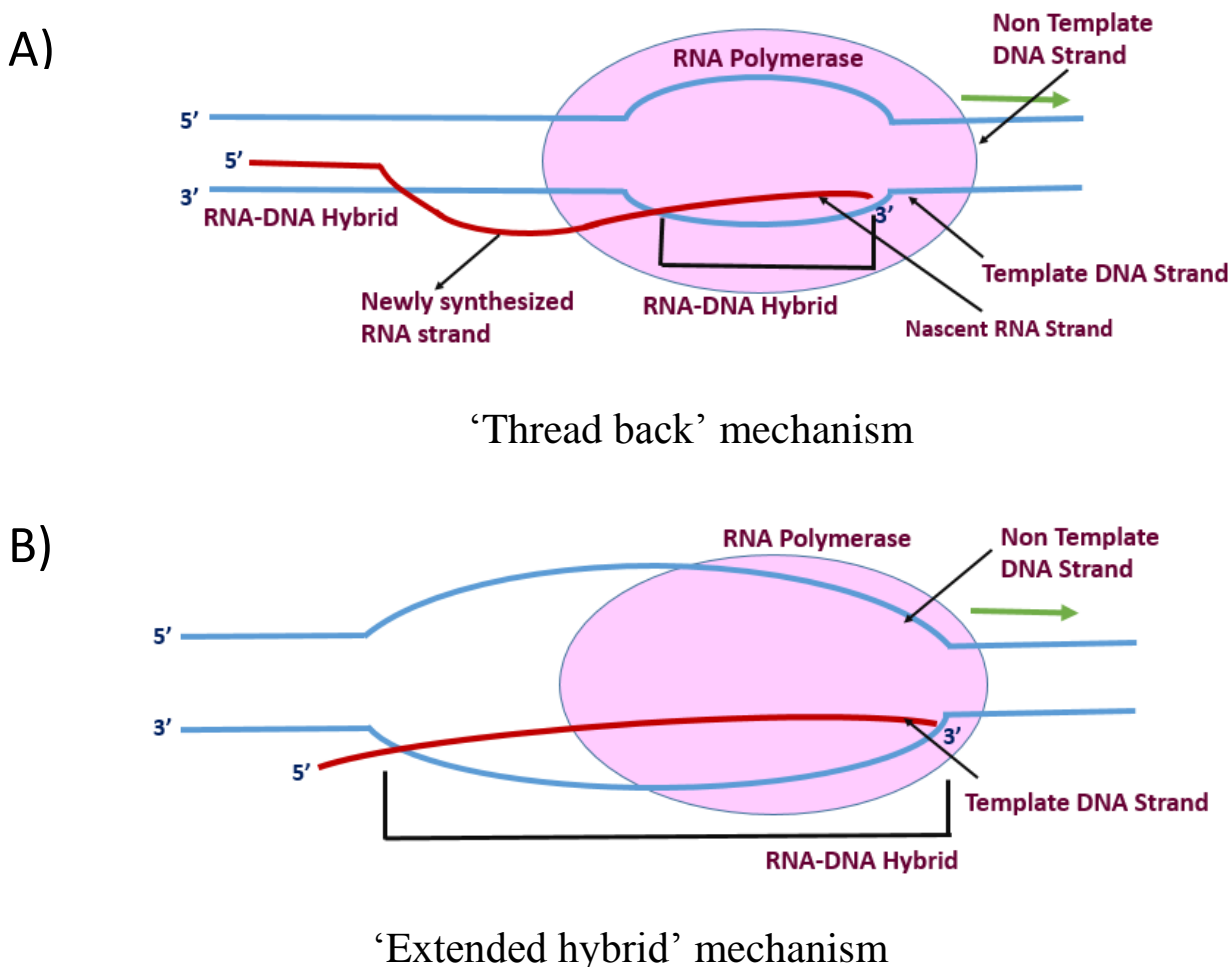 A)
Non Template
DNA Strand
RNA Polymerase
5’
5’
3’
RNA-DNA Hybrid
3’
Template DNA Strand
Newly synthesized
RNA strand
RNA-DNA Hybrid
Nascent RNA Strand
‘Thread back’ mechanism
B)
RNA Polymerase
Non Template
DNA Strand
5’
3’
3’
5’
Template DNA Strand
RNA-DNA Hybrid
‘Extended hybrid’ mechanism